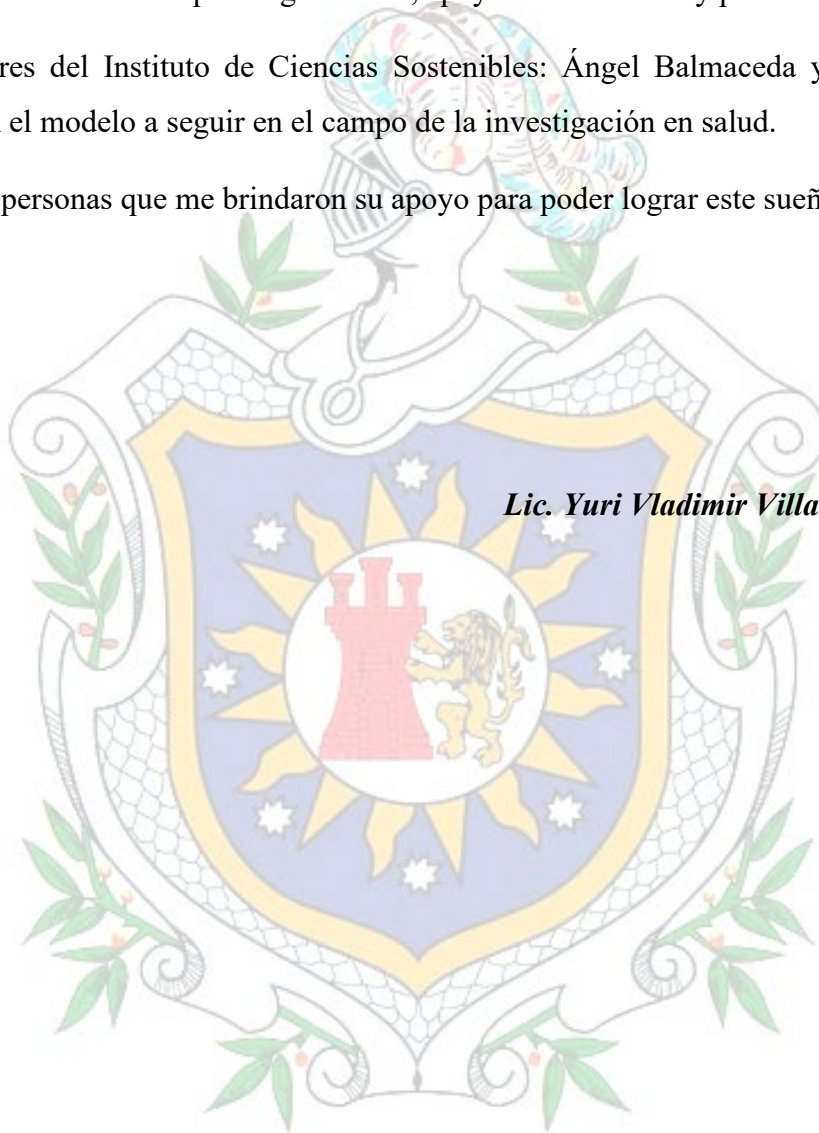 res del Instituto de Ciencias Sostenibles: Ángel Balmaceda y
el modelo a seguir en el campo de la investigación en salud.
personas que me brindaron su apoyo para poder lograr este sueñ
Lic. Yuri Vladimir Villa